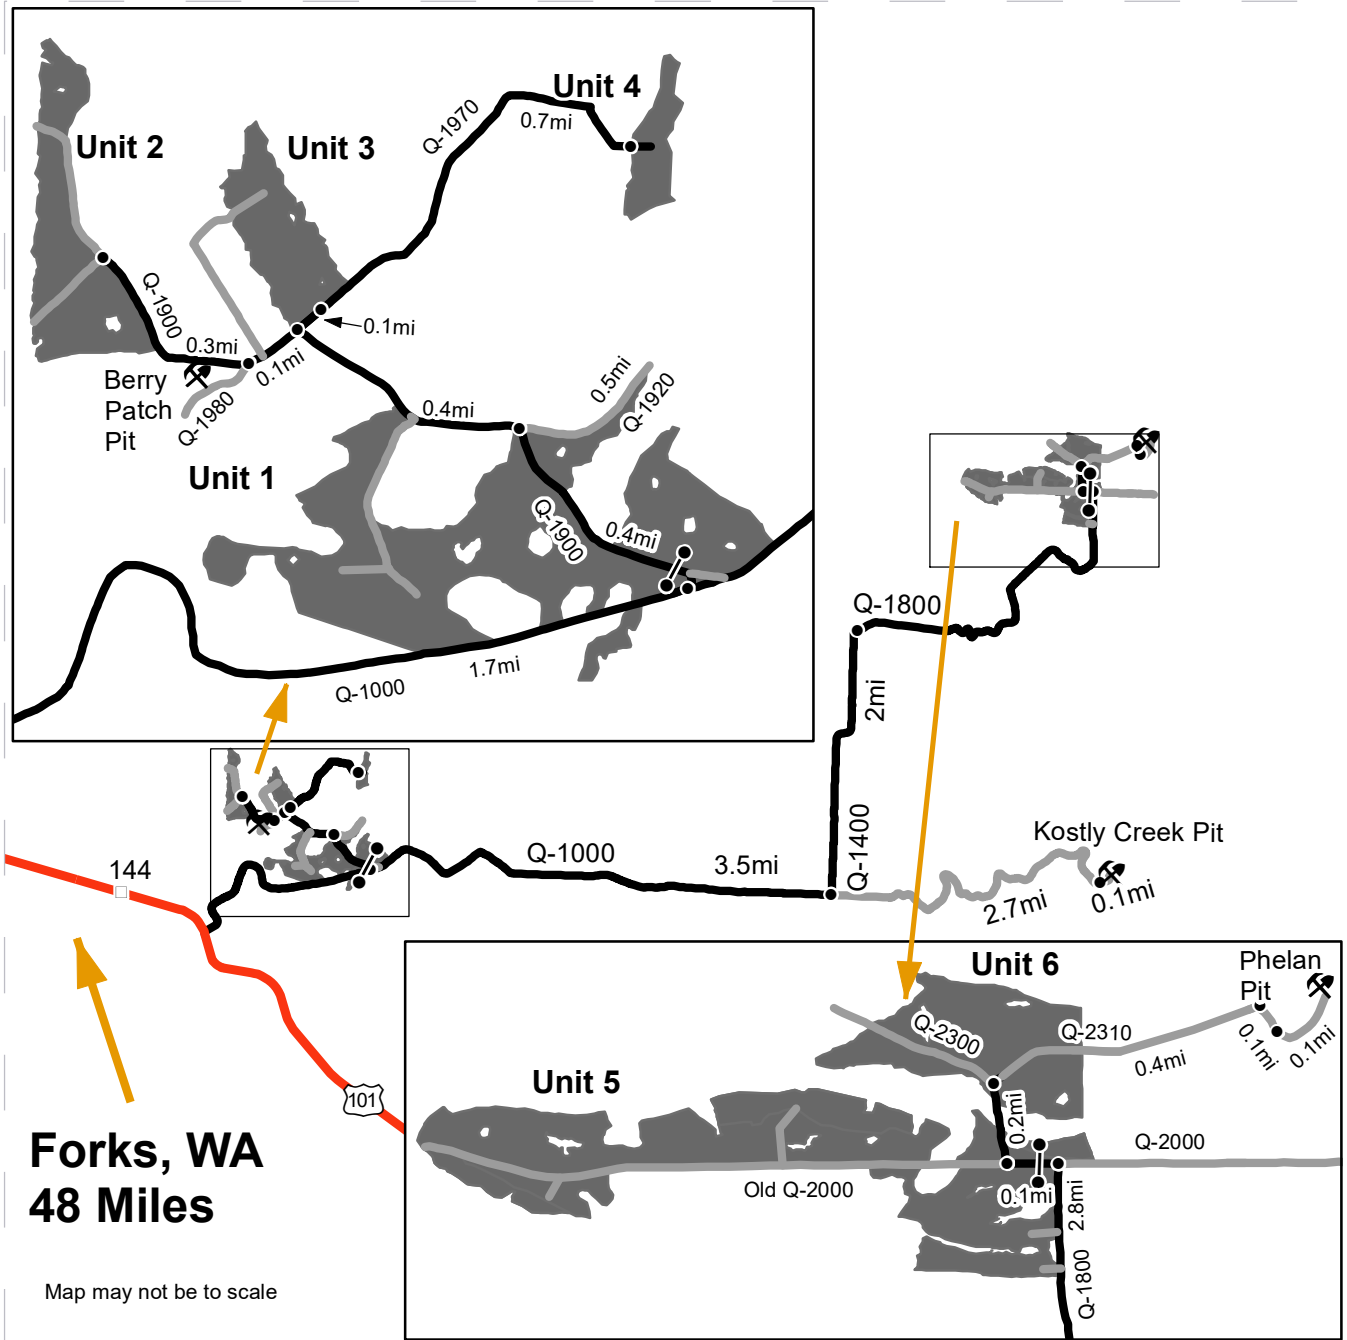 Unit 4
Q-1970
0.7mi
Unit 2
Unit 3
Q-1900
0.1mi
0.3mi
0.1mi
Berry
Patch
Pit
Q-1980
0.4mi
0.5mi
Q-1920
Unit 1
Q-1900
0.4mi
1.7mi
Q-1000
Q-1800
2mi
Q-1400
Kostly Creek Pit
144
Q-1000
3.5mi
2.7mi
0.1mi
Unit 6
Phelan
Pit
Q-2300
Q-2310
0.4mi
0.1mi
0.1mi
Unit 5
101
0.2mi
Q-2000
Old Q-2000
0.1mi
2.8mi
Q-1800
Forks, WA
48 Miles
Map may not be to scale